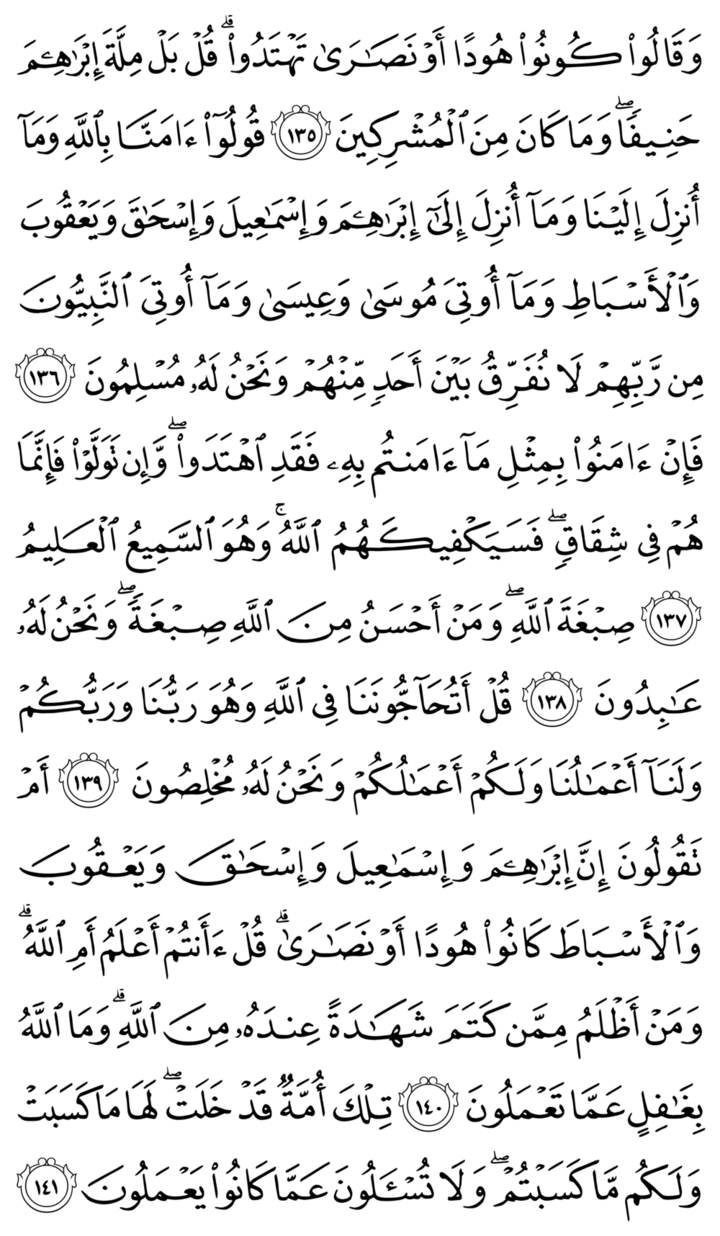 وَقَالُوا۟ كُونُوا۟ هُودًا أَوْ نَصَٰرَىٰ تَهْتَدُوا۟ ۗ قُلْ بَلْ مِلَّةَ إِبْرَٰهِـۧمَ
حَنِيفًا ۖ وَمَا كَانَ مِنَ ٱلْمُشْرِكِينَ ١٣٥ قُولُوٓا۟ ءَامَنَّا بِٱللَّهِ وَمَآ
أُنزِلَ إِلَيْنَا وَمَآ أُنزِلَ إِلَىٰٓ إِبْرَٰهِـۧمَ وَإِسْمَٰعِيلَ وَإِسْحَٰقَ وَيَعْقُوبَ
وَٱلْأَسْبَاطِ وَمَآ أُوتِىَ مُوسَىٰ وَعِيسَىٰ وَمَآ أُوتِىَ ٱلنَّبِيُّونَ
مِن رَّبِّهِمْ لَا نُفَرِّقُ بَيْنَ أَحَدٍ مِّنْهُمْ وَنَحْنُ لَهُۥ مُسْلِمُونَ ١٣٦
فَإِنْ ءَامَنُوا۟ بِمِثْلِ مَآ ءَامَنتُم بِهِۦ فَقَدِ ٱهْتَدَوا۟ ۖ وَّإِن تَوَلَّوْا۟ فَإِنَّمَا
هُمْ فِى شِقَاقٍ ۖ فَسَيَكْفِيكَهُمُ ٱللَّهُ ۚ وَهُوَ ٱلسَّمِيعُ ٱلْعَلِيمُ
١٣٧ صِبْغَةَ ٱللَّهِ ۖ وَمَنْ أَحْسَنُ مِنَ ٱللَّهِ صِبْغَةً ۖ وَنَحْنُ لَهُۥ
عَٰبِدُونَ ١٣٨ قُلْ أَتُحَآجُّونَنَا فِى ٱللَّهِ وَهُوَ رَبُّنَا وَرَبُّكُمْ
وَلَنَآ أَعْمَٰلُنَا وَلَكُمْ أَعْمَٰلُكُمْ وَنَحْنُ لَهُۥ مُخْلِصُونَ ١٣٩ أَمْ
تَقُولُونَ إِنَّ إِبْرَٰهِـۧمَ وَإِسْمَٰعِيلَ وَإِسْحَٰقَ وَيَعْقُوبَ
وَٱلْأَسْبَاطَ كَانُوا۟ هُودًا أَوْ نَصَٰرَىٰ ۗ قُلْ ءَأَنتُمْ أَعْلَمُ أَمِ ٱللَّهُ ۗ
وَمَنْ أَظْلَمُ مِمَّن كَتَمَ شَهَٰدَةً عِندَهُۥ مِنَ ٱللَّهِ ۗ وَمَا ٱللَّهُ
بِغَٰفِلٍ عَمَّا تَعْمَلُونَ ١٤٠ تِلْكَ أُمَّةٌ قَدْ خَلَتْ ۖ لَهَا مَا كَسَبَتْ
وَلَكُم مَّا كَسَبْتُمْ ۖ وَلَا تُسْـَٔلُونَ عَمَّا كَانُوا۟ يَعْمَلُونَ ١٤١